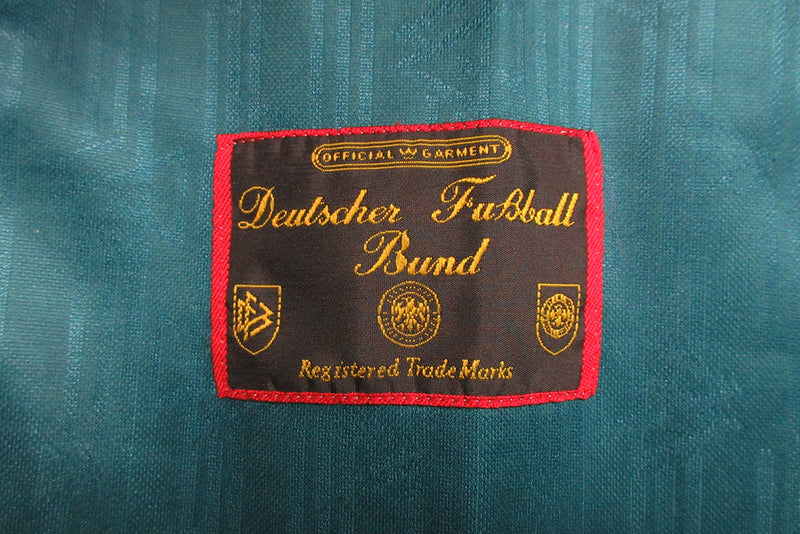 OFFICIAL GARMENT
Deutscher Fußball
Bund
Registered Trade Marks